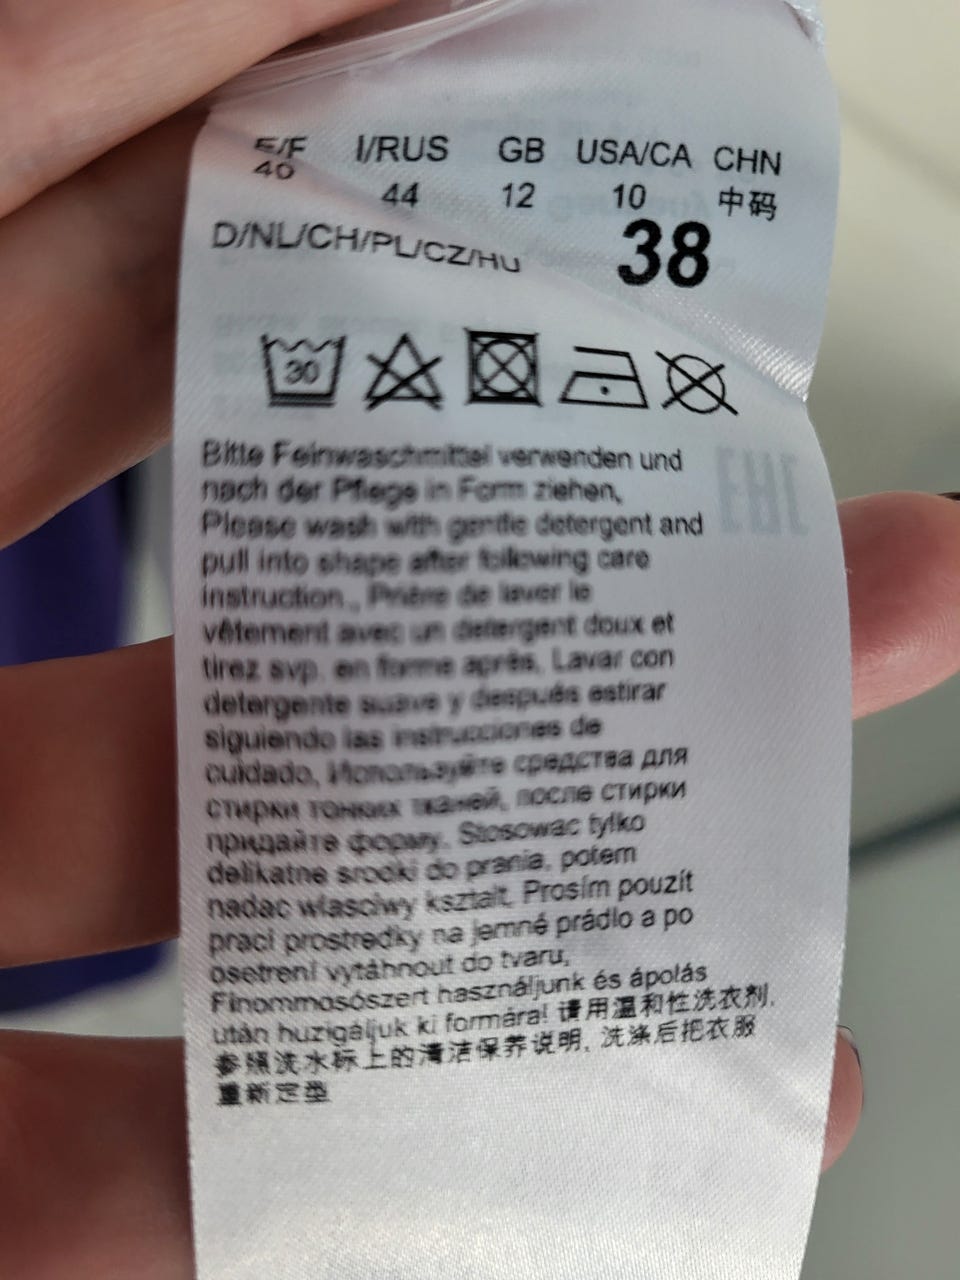 E/F I/RUS GB USA/CA CHN
40 44 12 10 中码
D/NL/CH/PL/CZ/HU 38
30
Bitte Feinwaschmittel verwenden und
nach der Pflege in Form ziehen,
Please wash with gentle detergent and
pull into shape after following care
instruction., Prière de laver le
vêtement avec un detergent doux et
tirez svp. en forme après, Lavar con
detergente suave y después estirar
siguiendo las instrucciones de
cuidado, Используйте средства для
стирки тонких тканей, после стирки
придайте форму. Stosowac tylko
delikatne srodki do prania, potem
nadac wlasciwy ksztalt, Prosím pouzít
prací prostredky na jemné prádlo a po
osetrení vytáhnout do tvaru,
Finommosószert használjunk és ápolás
után huzigáljuk ki formára! 请用温和性洗衣剂,
参照洗水标上的清洁保养说明, 洗涤后把衣服
重新定型